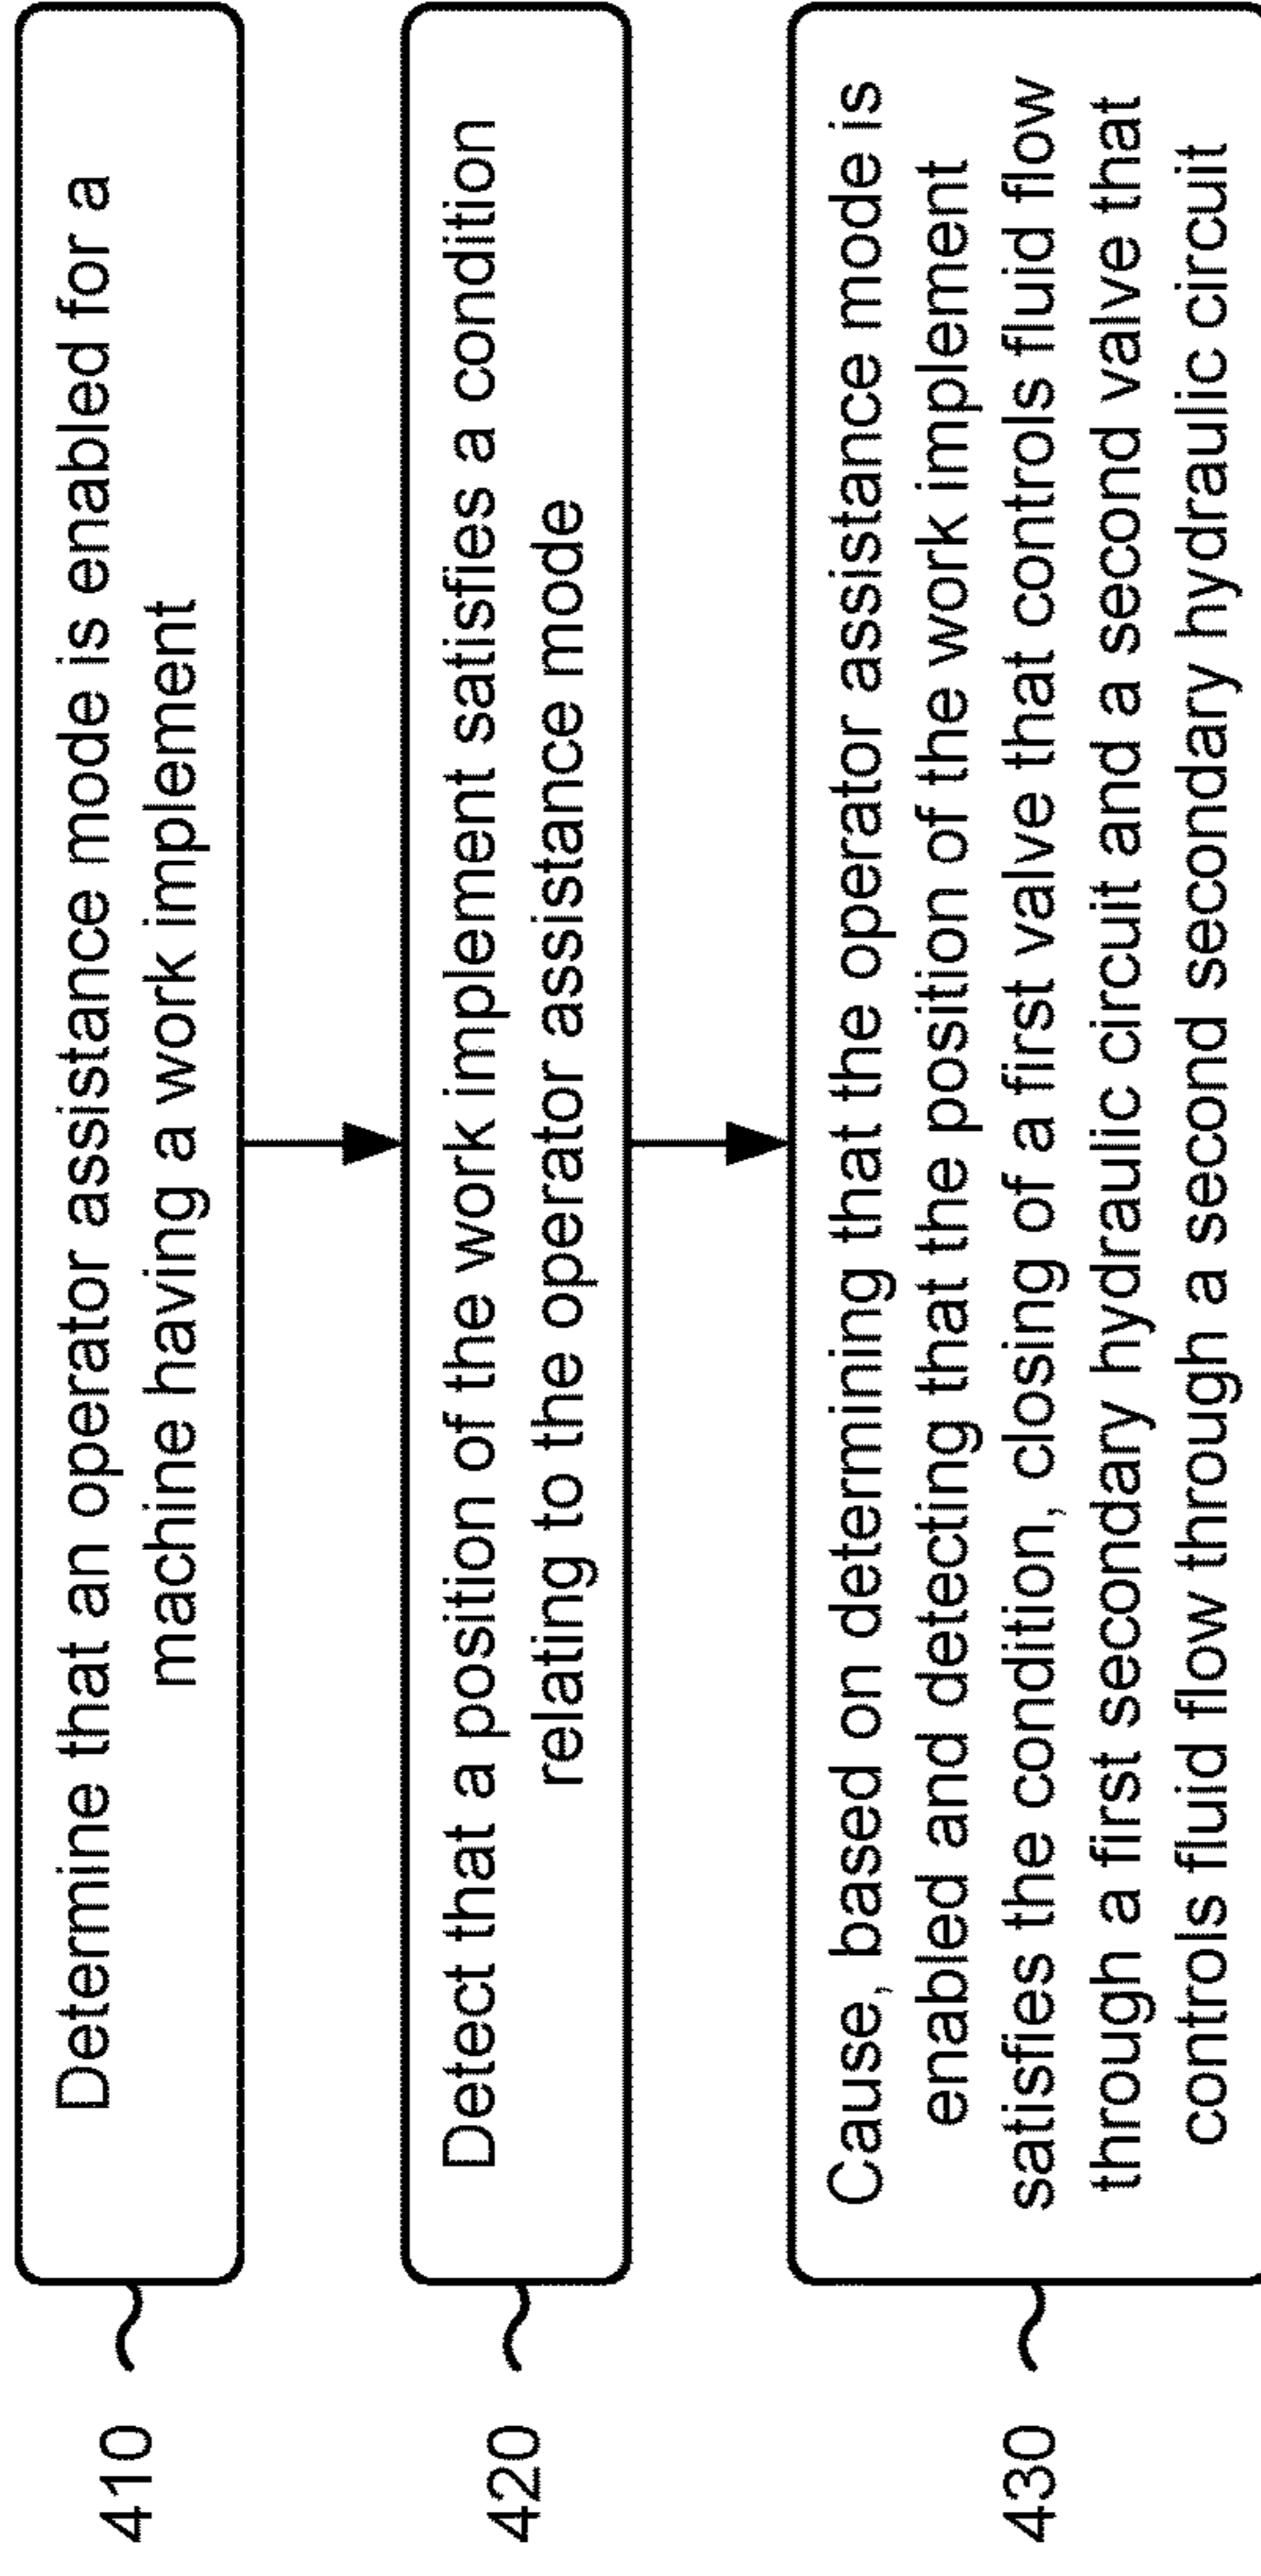 410
Determine that an operator assistance mode is enabled for a
machine having a work implement
420
Detect that a position of the work implement satisfies a condition
relating to the operator assistance mode
430
Cause, based on determining that the operator assistance mode is
enabled and detecting that the position of the work implement
satisfies the condition, closing of a first valve that controls fluid flow
through a first secondary hydraulic circuit and a second valve that
controls fluid flow through a second secondary hydraulic circuit